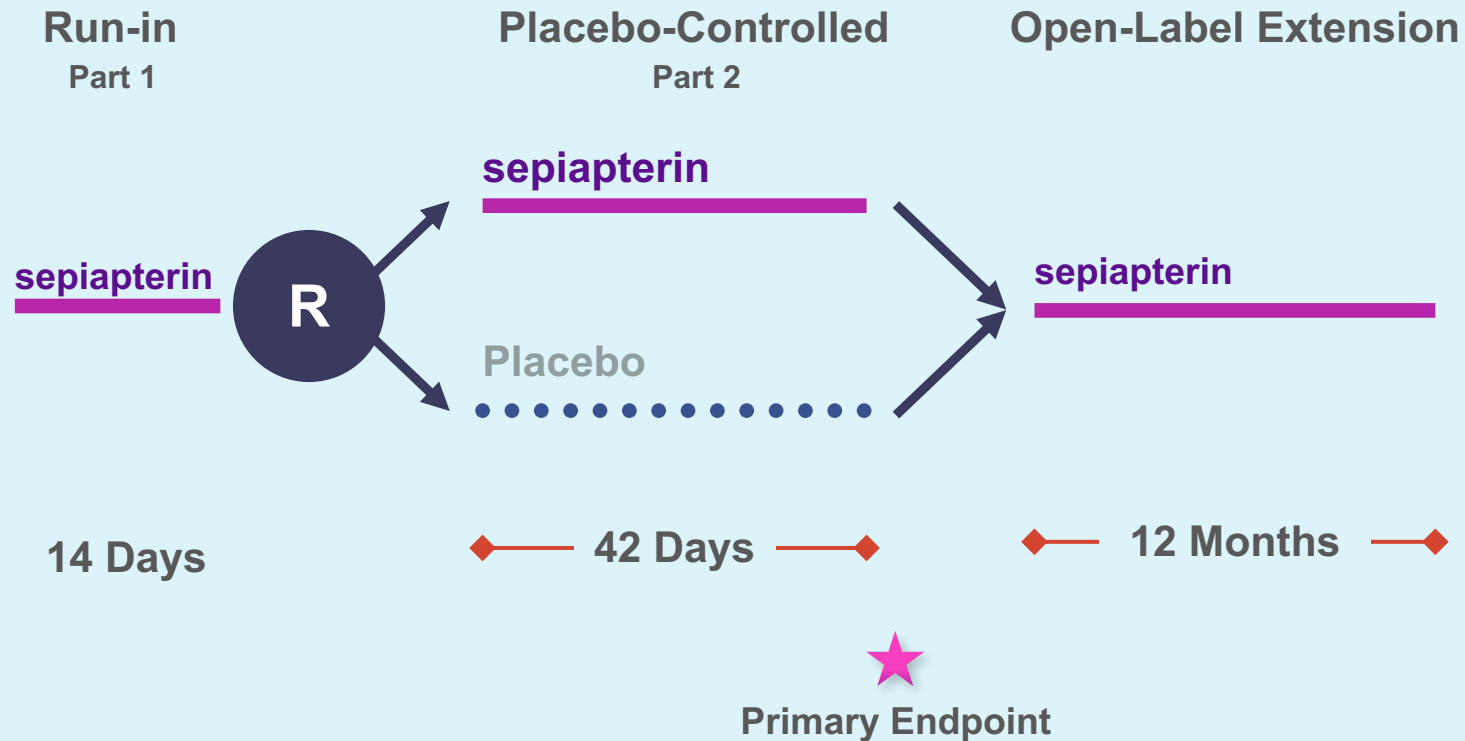 Run-in
Part 1
Placebo-Controlled
Part 2
Open-Label Extension
sepiapterin
R
sepiapterin
Placebo
sepiapterin
14 Days
42 Days
12 Months
Primary Endpoint